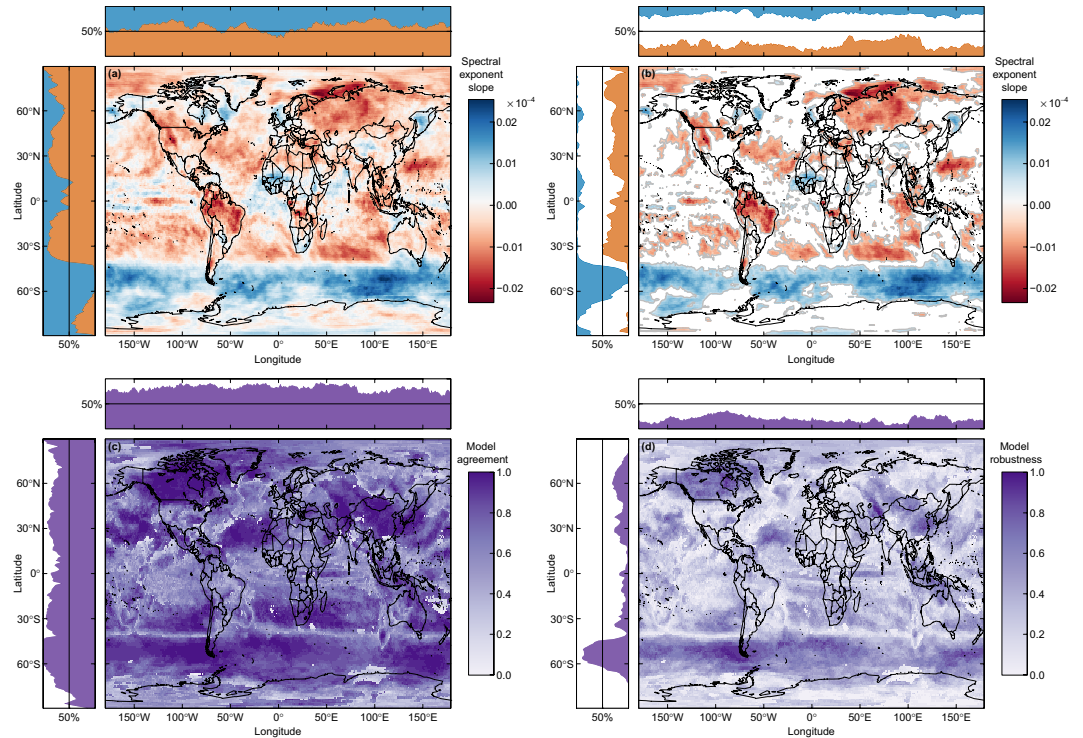 50%
50%
(a)
Spectral
exponent
slope
× 10⁻⁴
0.02
0.01
0.00
−0.01
−0.02
60°N
30°N
0°
30°S
60°S
Latitude
50%
150°W
100°W
50°W
0°
50°E
100°E
150°E
Longitude
(b)
Spectral
exponent
slope
× 10⁻⁴
0.02
0.01
0.00
−0.01
−0.02
60°N
30°N
0°
30°S
60°S
Latitude
50%
150°W
100°W
50°W
0°
50°E
100°E
150°E
Longitude
50%
50%
(c)
Model
agreement
1.0
0.8
0.6
0.4
0.2
0.0
60°N
30°N
0°
30°S
60°S
Latitude
50%
150°W
100°W
50°W
0°
50°E
100°E
150°E
Longitude
(d)
Model
robustness
1.0
0.8
0.6
0.4
0.2
0.0
60°N
30°N
0°
30°S
60°S
Latitude
50%
150°W
100°W
50°W
0°
50°E
100°E
150°E
Longitude